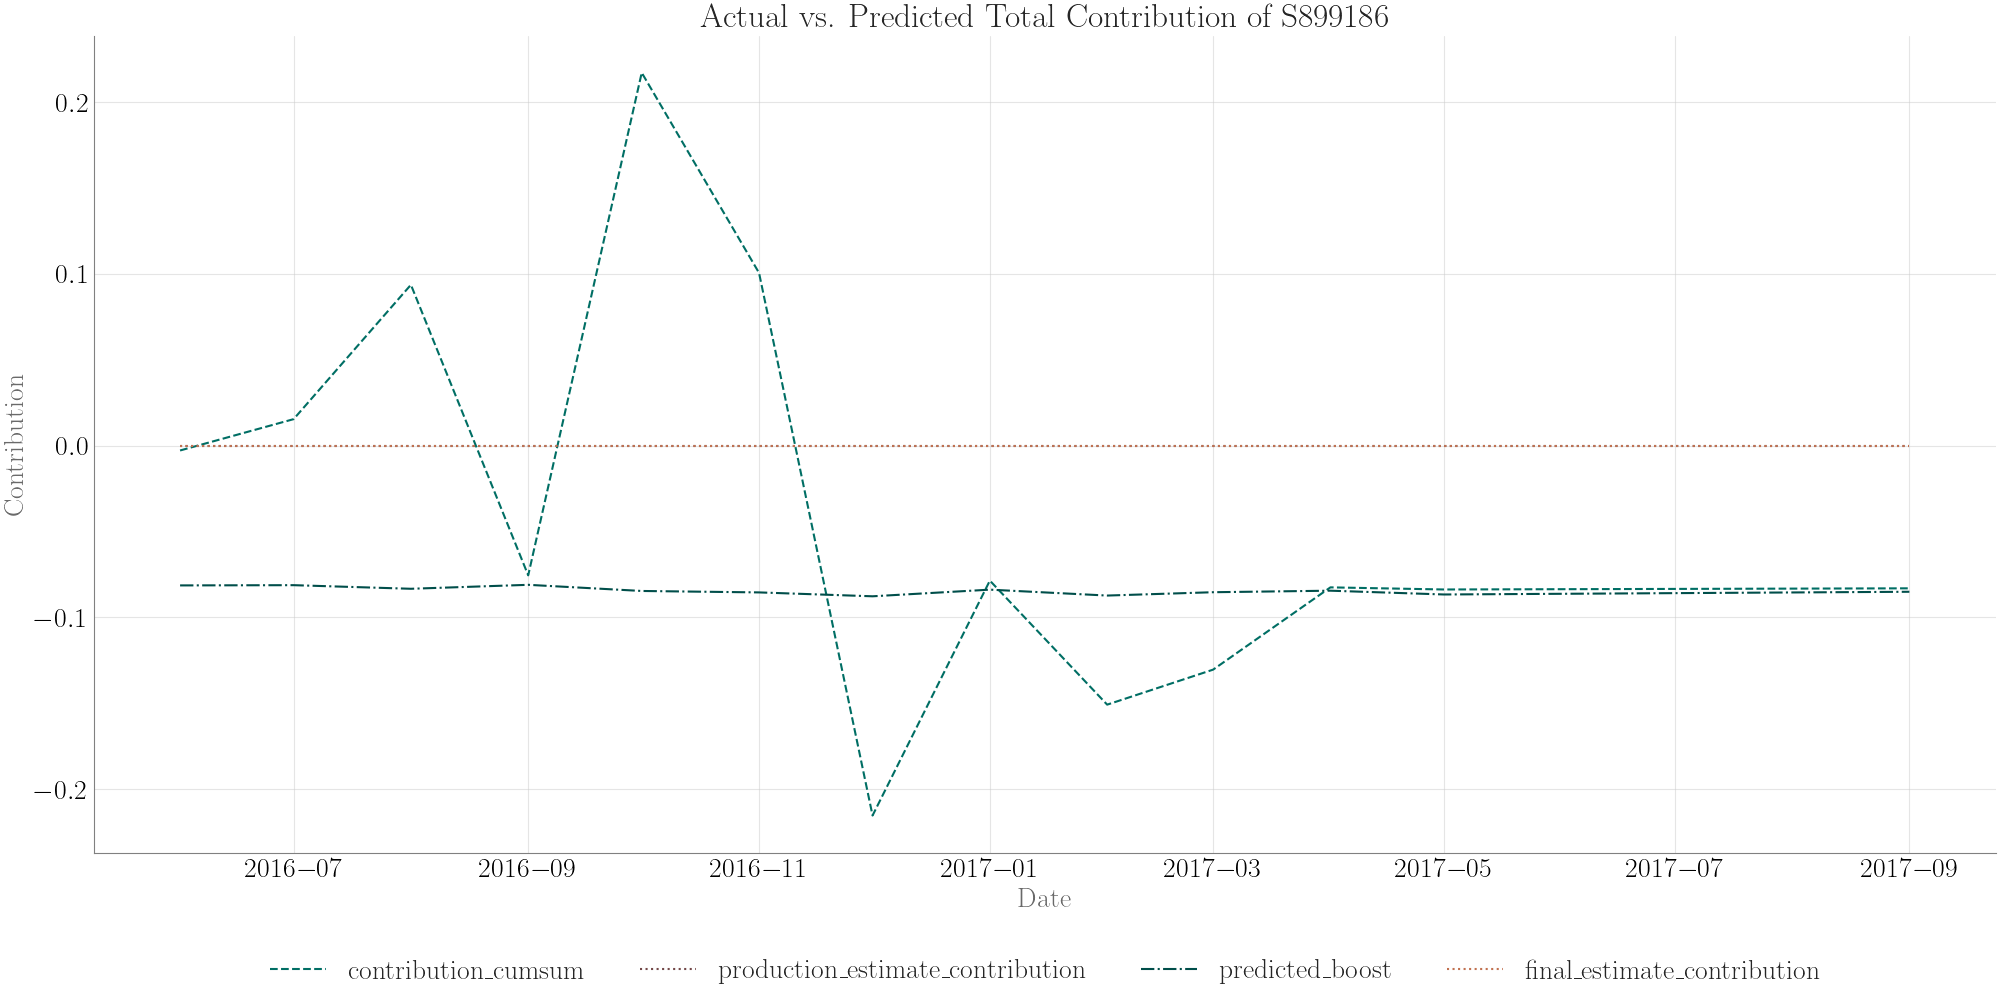 Actual vs. Predicted Total Contribution of S899186
Contribution
0.2
0.1
0.0
−0.1
−0.2
2016−07 2016−09 2016−11 2017−01 2017−03 2017−05 2017−07 2017−09
Date
contribution_cumsum production_estimate_contribution predicted_boost final_estimate_contribution